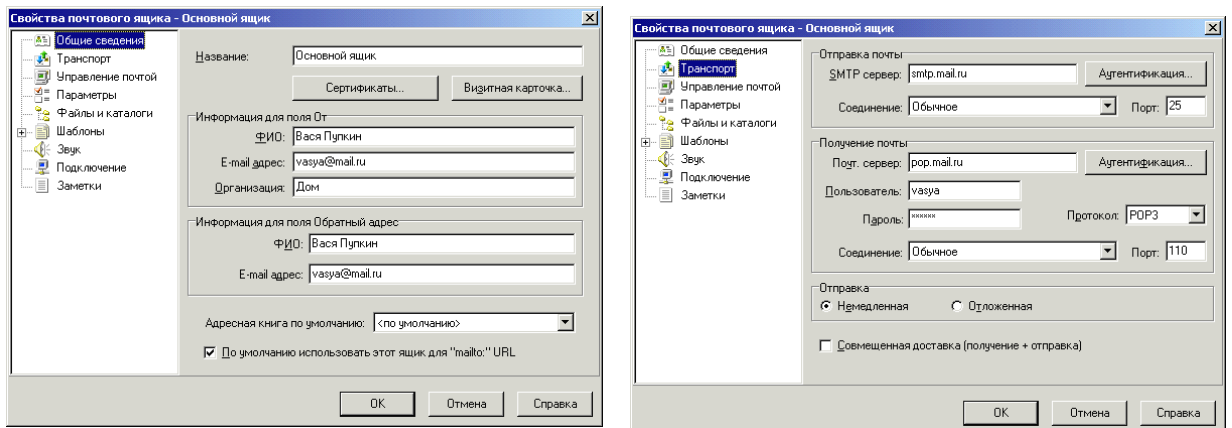 Свойства почтового ящика - Основной ящик
Общие сведения
Транспорт
Управление почтой
Параметры
Файлы и каталоги
Шаблоны
Звук
Подключение
Заметки
Название: Основной ящик
Сертификаты... Визитная карточка...
Информация для поля От
ФИО: Вася Пупкин
E-mail адрес: vasya@mail.ru
Организация: Дом
Информация для поля Обратный адрес
ФИО: Вася Пупкин
E-mail адрес: vasya@mail.ru
Адресная книга по умолчанию: <по умолчанию>
По умолчанию использовать этот ящик для "mailto:" URL
OK Отмена Справка
Свойства почтового ящика - Основной ящик
Общие сведения
Транспорт
Управление почтой
Параметры
Файлы и каталоги
Шаблоны
Звук
Подключение
Заметки
Отправка почты
SMTP сервер: smtp.mail.ru Аутентификация...
Соединение: Обычное Порт: 25
Получение почты
Почт. сервер: pop.mail.ru Аутентификация...
Пользователь: vasya
Пароль: ****** Протокол: POP3
Соединение: Обычное Порт: 110
Отправка
Немедленная Отложенная
Совмещенная доставка (получение + отправка)
OK Отмена Справка